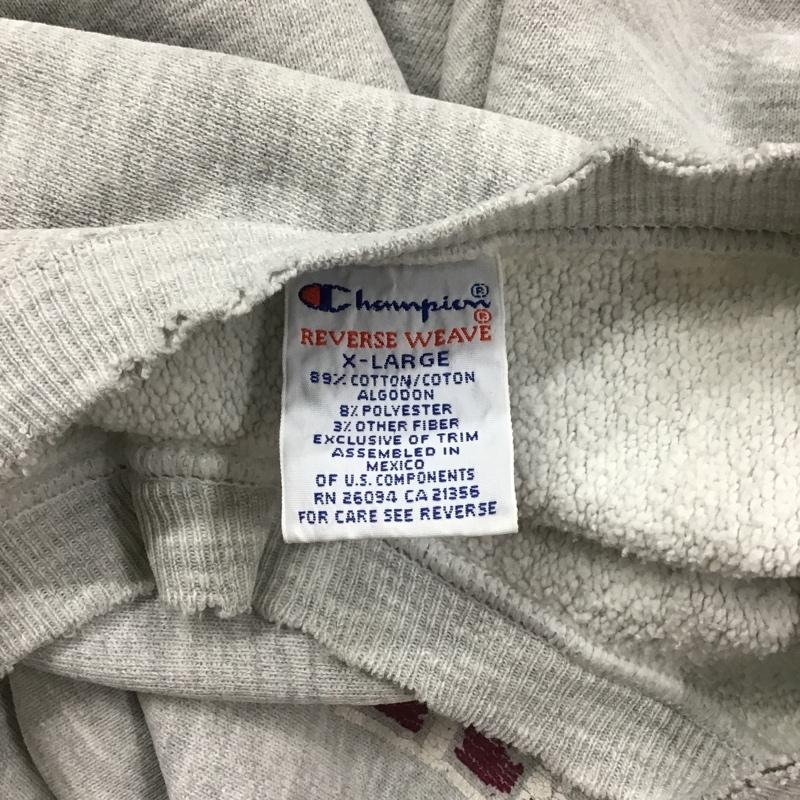 Champion®
REVERSE WEAVE®
X-LARGE
89% COTTON/COTON
ALGODON
8% POLYESTER
3% OTHER FIBER
EXCLUSIVE OF TRIM
ASSEMBLED IN
MEXICO
OF U.S. COMPONENTS
RN 26094 CA 21356
FOR CARE SEE REVERSE